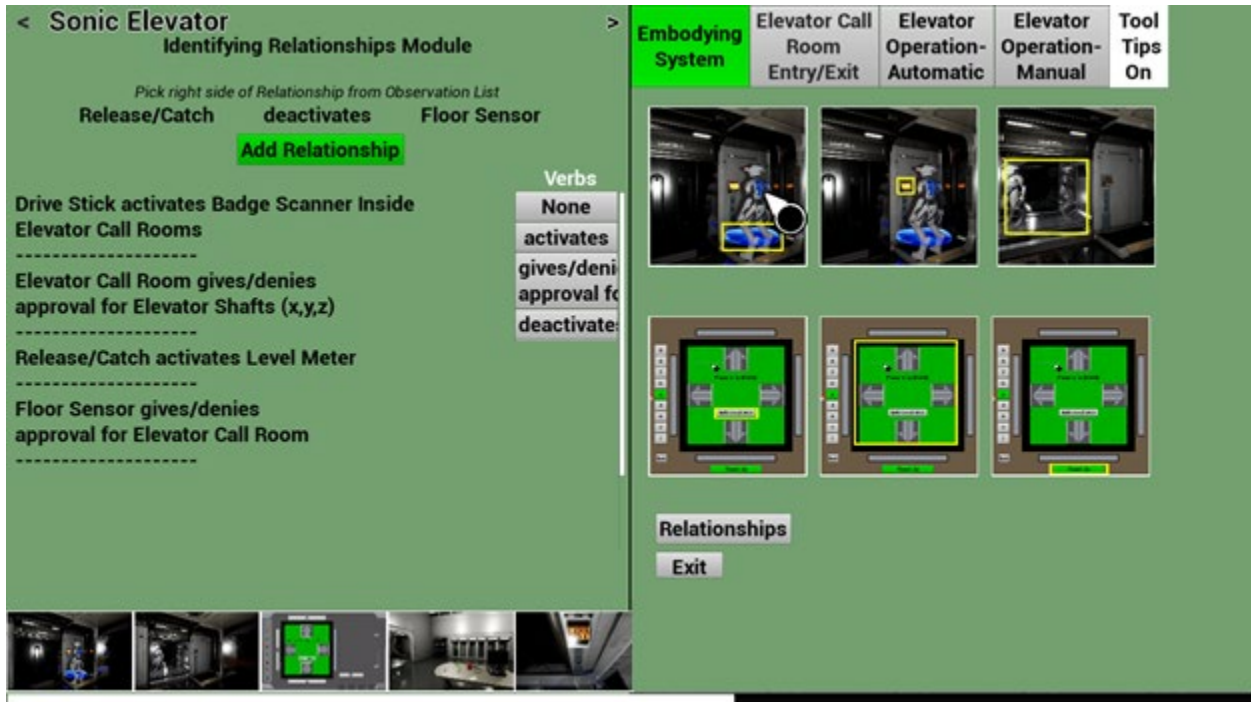 < Sonic Elevator >
Identifying Relationships Module
Pick right side of Relationship from Observation List
Release/Catch deactivates Floor Sensor
Add Relationship
Verbs
None
activates
gives/deni
approval fo
deactivate
Drive Stick activates Badge Scanner Inside
Elevator Call Rooms
--------------------
Elevator Call Room gives/denies
approval for Elevator Shafts (x,y,z)
--------------------
Release/Catch activates Level Meter
--------------------
Floor Sensor gives/denies
approval for Elevator Call Room
--------------------
Embodying
System
Elevator Call
Room
Entry/Exit
Elevator
Operation-
Automatic
Elevator
Operation-
Manual
Tool
Tips
On
Relationships
Exit